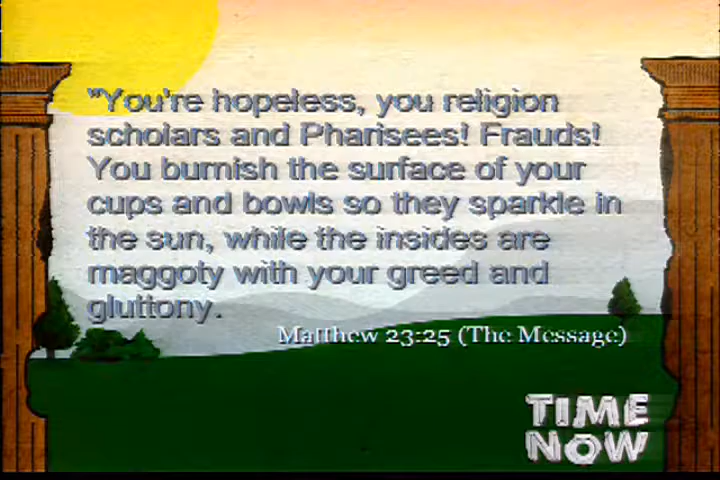 "You're hopeless, you religion
scholars and Pharisees! Frauds!
You burnish the surface of your
cups and bowls so they sparkle in
the sun, while the insides are
maggoty with your greed and
gluttony.
Matthew 23:25 (The Message)
TIME
NOW